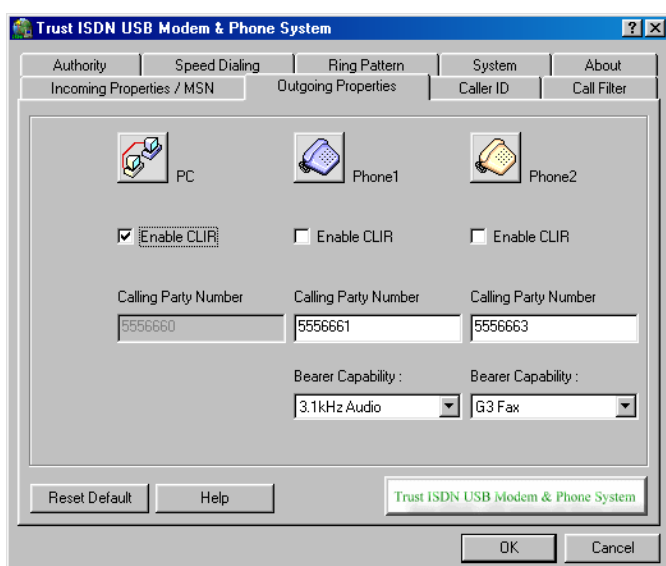 Trust ISDN USB Modem & Phone System
Authority Speed Dialing Ring Pattern System About
Incoming Properties / MSN Outgoing Properties Caller ID Call Filter
PC Phone1 Phone2
Enable CLIR Enable CLIR Enable CLIR
Calling Party Number Calling Party Number Calling Party Number
5556660 5556661 5556663
Bearer Capability : Bearer Capability :
3.1kHz Audio G3 Fax
Reset Default Help Trust ISDN USB Modem & Phone System
OK Cancel